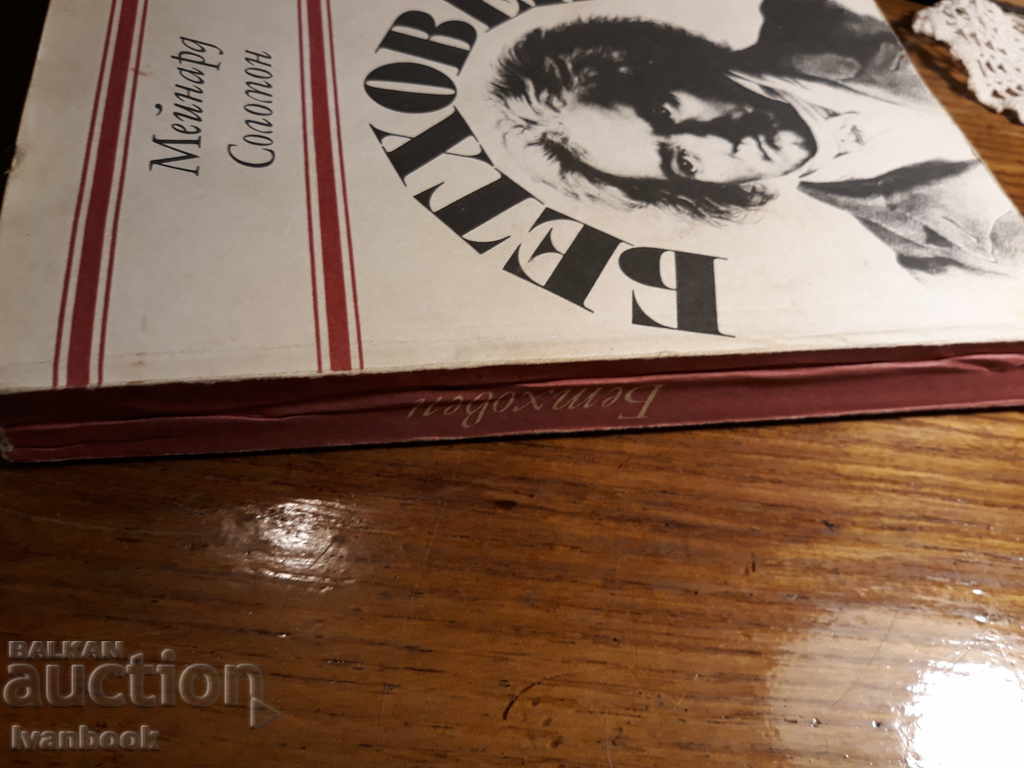 Мейнард
Соломон
БЕТХОВЕ
Бетховен
BALKAN
auction
Ivanbook